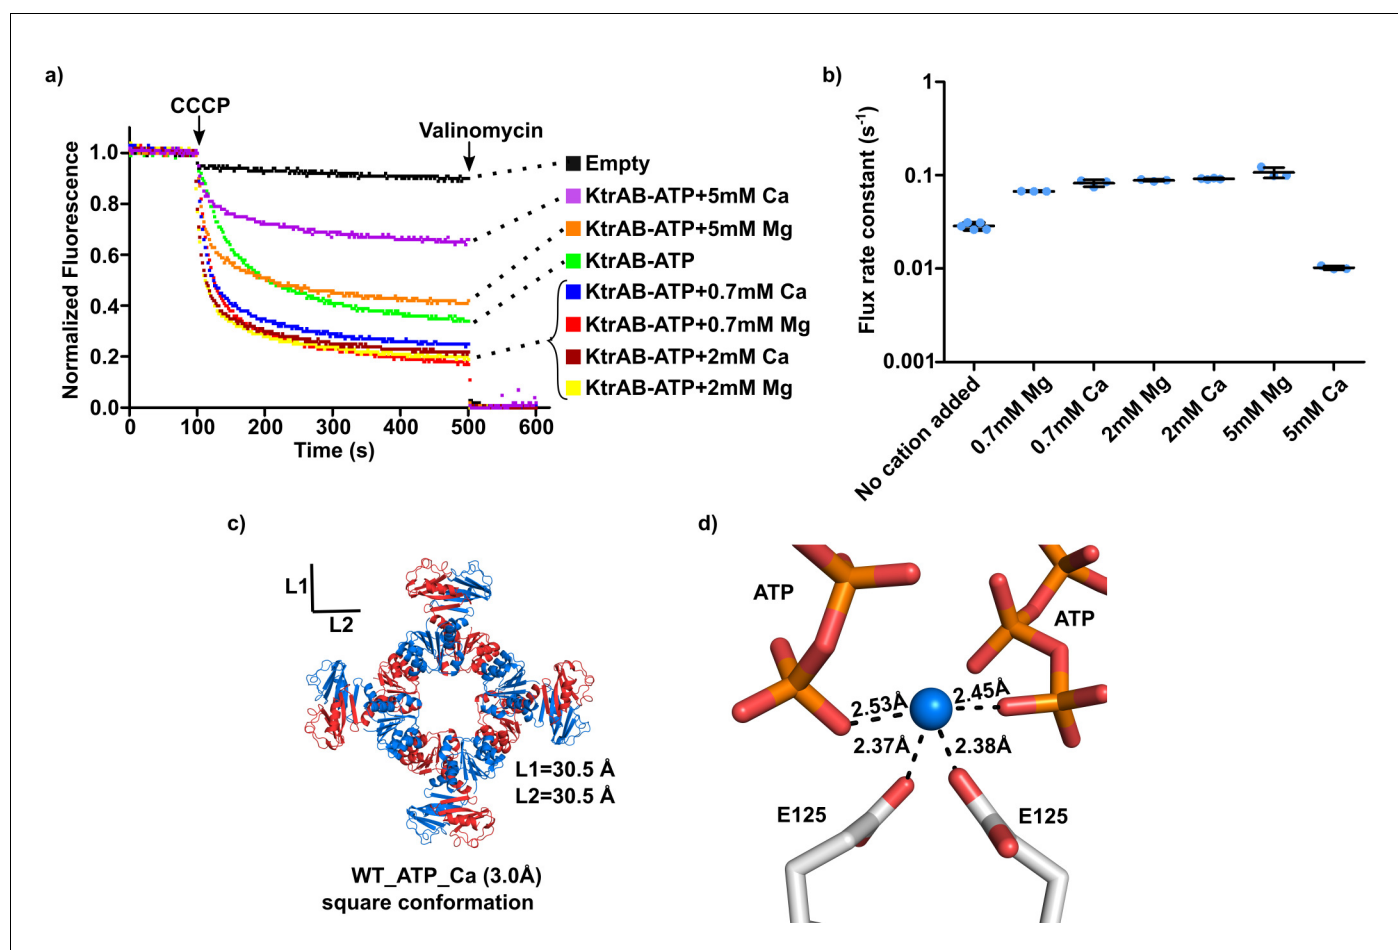 a)
CCCP
Valinomycin
Normalized Fluorescence
1.0
0.8
0.6
0.4
0.2
0.0
0 100 200 300 400 500 600
Time (s)
Empty
KtrAB-ATP+5mM Ca
KtrAB-ATP+5mM Mg
KtrAB-ATP
KtrAB-ATP+0.7mM Ca
KtrAB-ATP+0.7mM Mg
KtrAB-ATP+2mM Ca
KtrAB-ATP+2mM Mg
b)
Flux rate constant (s⁻¹)
1
0.1
0.01
0.001
No cation added
0.7mM Mg
0.7mM Ca
2mM Mg
2mM Ca
5mM Mg
5mM Ca
c)
L1
L2
L1=30.5 Å
L2=30.5 Å
WT_ATP_Ca (3.0Å)
square conformation
d)
ATP
ATP
2.53Å
2.45Å
2.37Å
2.38Å
E125
E125